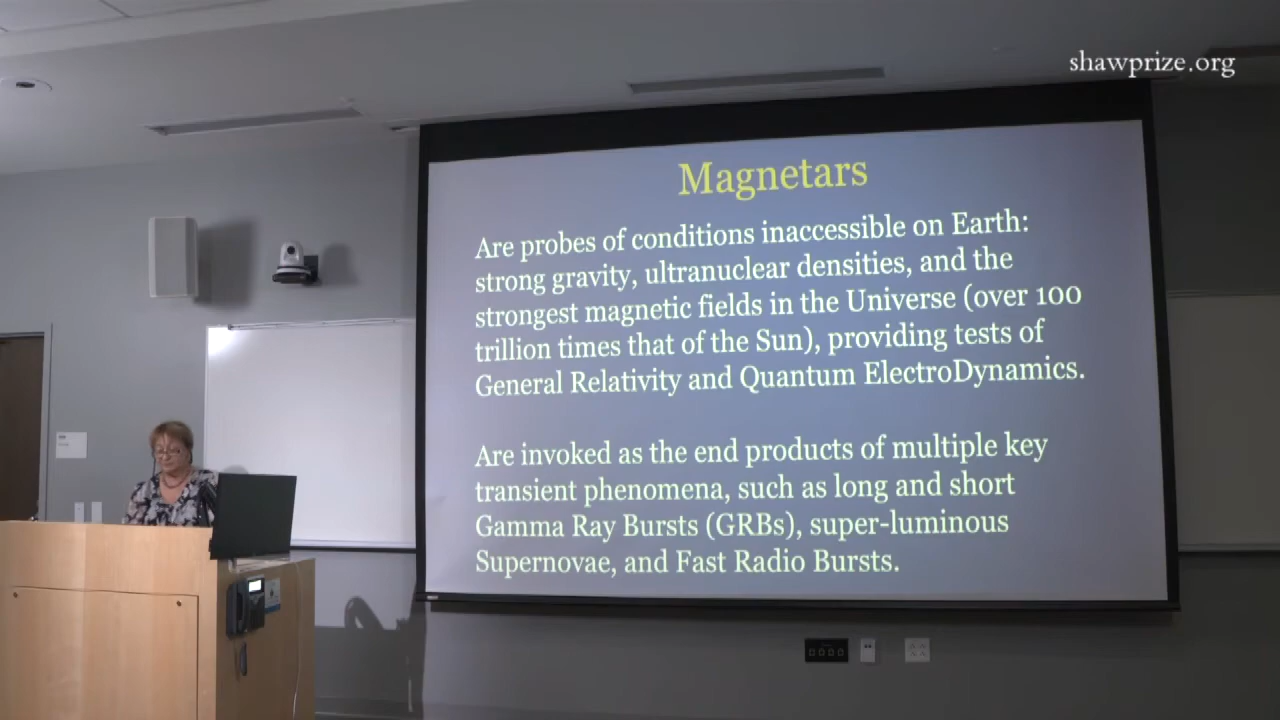 shawprize.org
Magnetars
Are probes of conditions inaccessible on Earth:
strong gravity, ultranuclear densities, and the
strongest magnetic fields in the Universe (over 100
trillion times that of the Sun), providing tests of
General Relativity and Quantum ElectroDynamics.
Are invoked as the end products of multiple key
transient phenomena, such as long and short
Gamma Ray Bursts (GRBs), super-luminous
Supernovae, and Fast Radio Bursts.